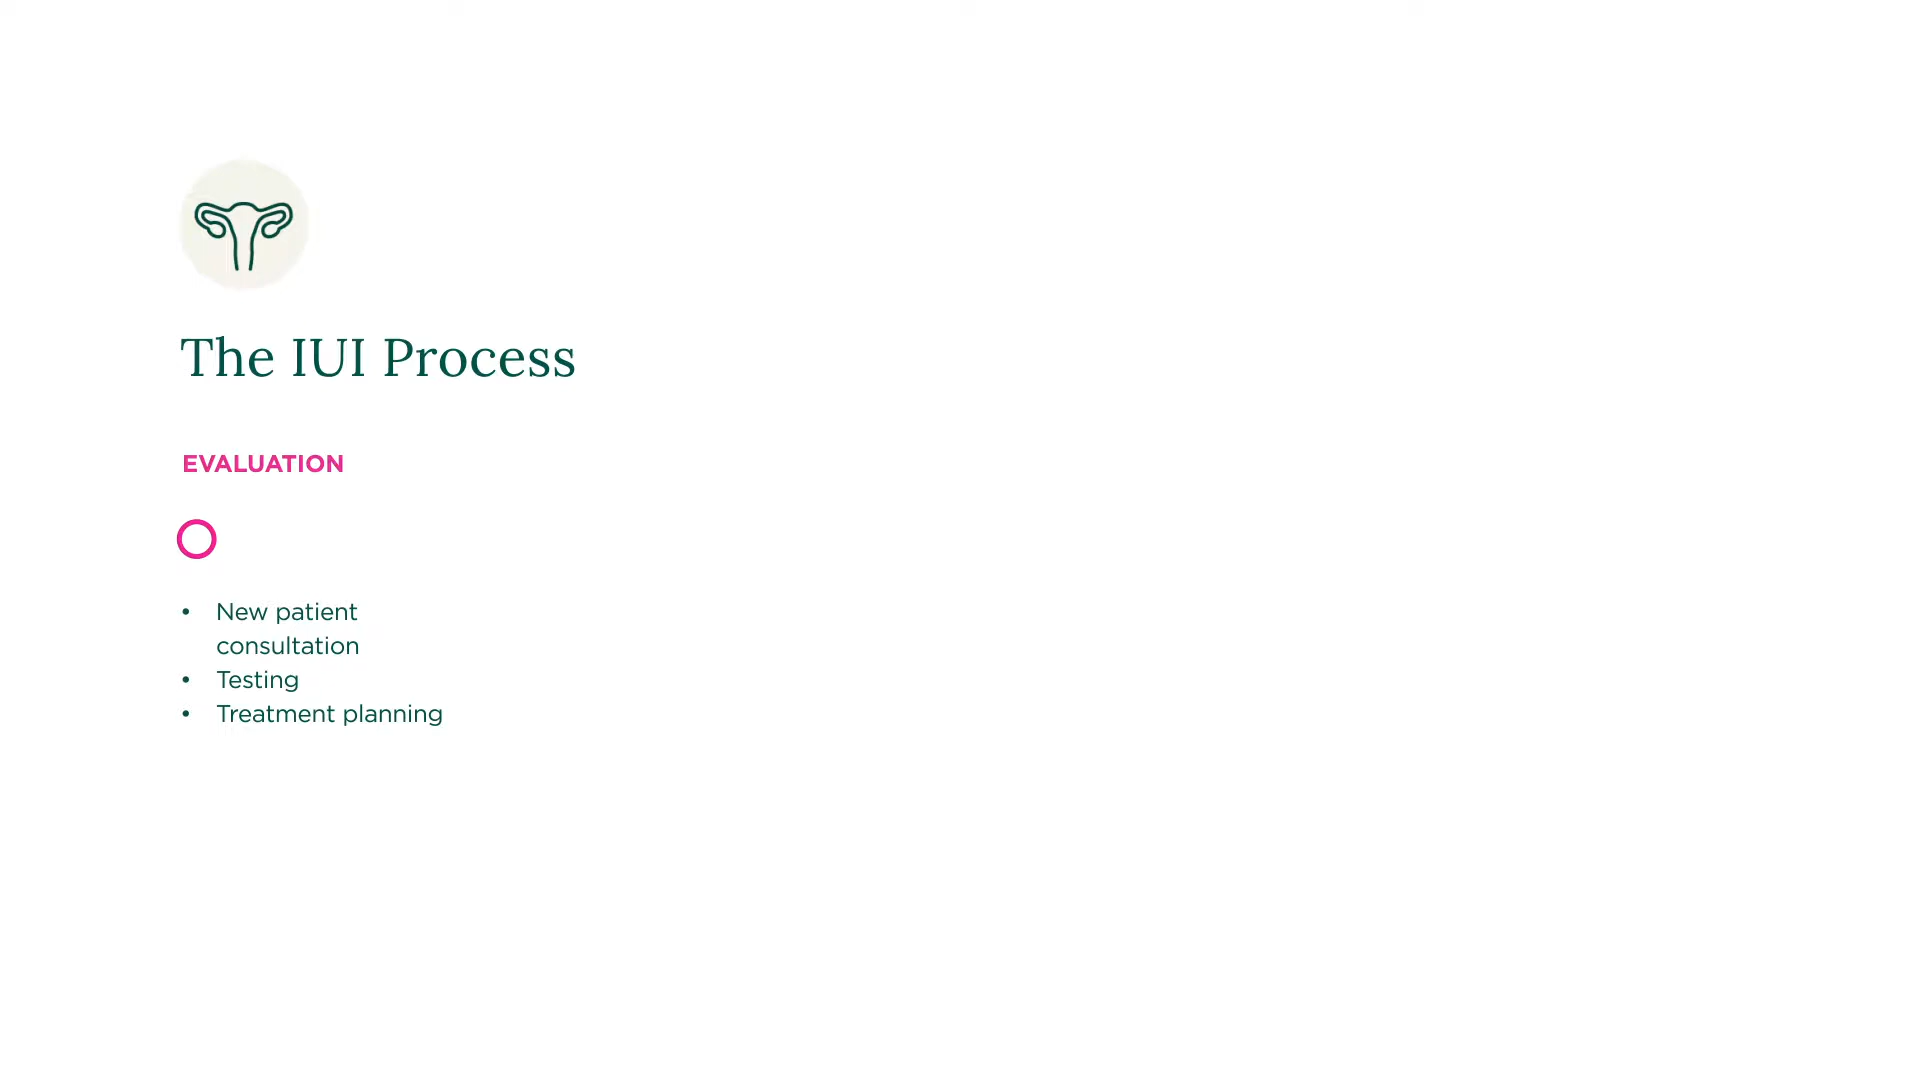 The IUI Process
EVALUATION
• New patient
consultation
• Testing
• Treatment planning